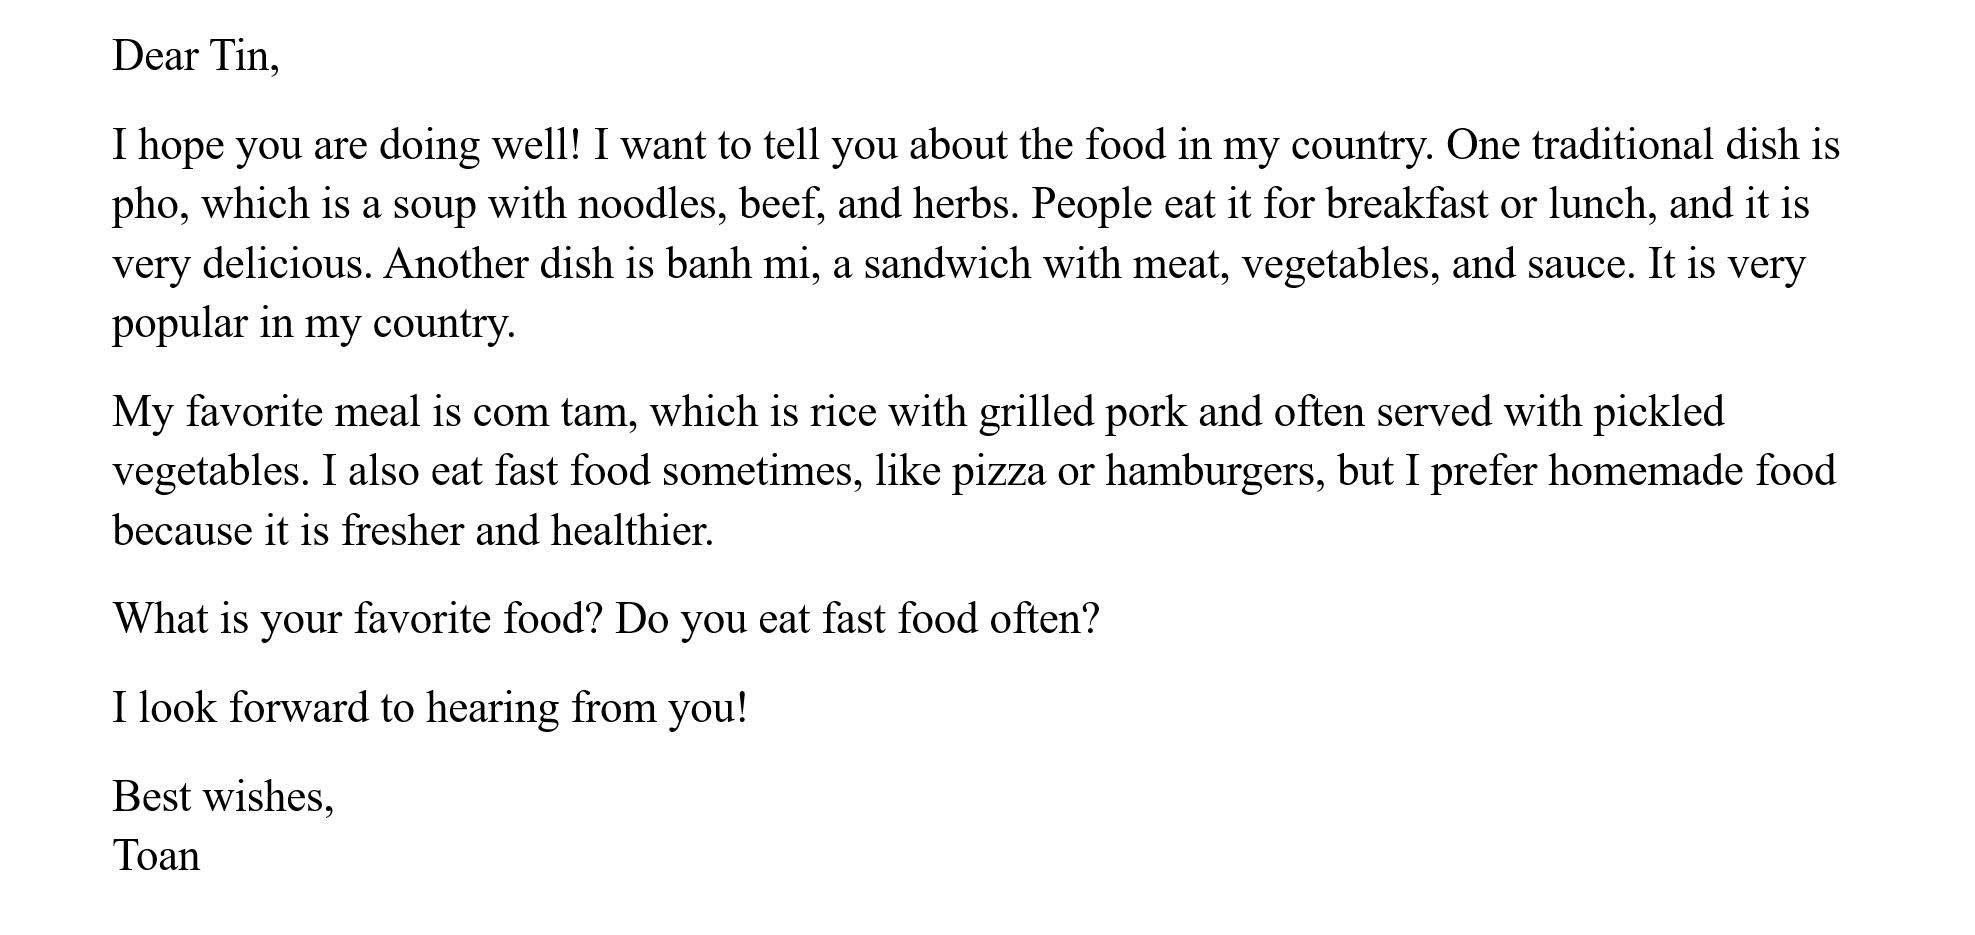 Dear Tin,
I hope you are doing well! I want to tell you about the food in my country. One traditional dish is
pho, which is a soup with noodles, beef, and herbs. People eat it for breakfast or lunch, and it is
very delicious. Another dish is banh mi, a sandwich with meat, vegetables, and sauce. It is very
popular in my country.
My favorite meal is com tam, which is rice with grilled pork and often served with pickled
vegetables. I also eat fast food sometimes, like pizza or hamburgers, but I prefer homemade food
because it is fresher and healthier.
What is your favorite food? Do you eat fast food often?
I look forward to hearing from you!
Best wishes,
Toan